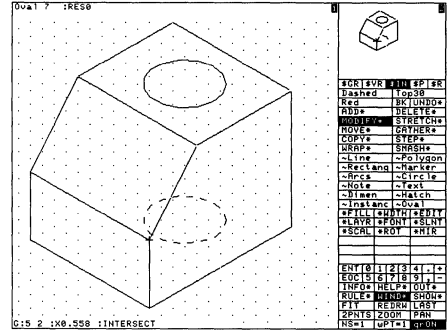 Oval 7 :RES0
$GR $VR $IN $P $R
Dashed Top30
Red BK UNDO*
ADD* DELETE*
MODIFY* STRETCH*
MOVE* GATHER*
COPY* STEP*
WRAP* SMASH*
~Line ~Polygon
~Rectang ~Marker
~Arcs ~Circle
~Note ~Text
~Dimen ~Hatch
~Instanc ~Oval
*FILL *WDTH *EDIT
*LAYR *FONT *SLNT
*SCAL *ROT *MIR
ENT 0 1 2 3 4 . +
EOC 5 6 7 8 9 , -
INFO* HELP* OUT*
RULE* WIND* SHOW*
FIT REDRW LAST
2PNTS ZOOM PAN
NS=1 uPT=1 grON
G:5 2 :X0.558 :INTERSECT